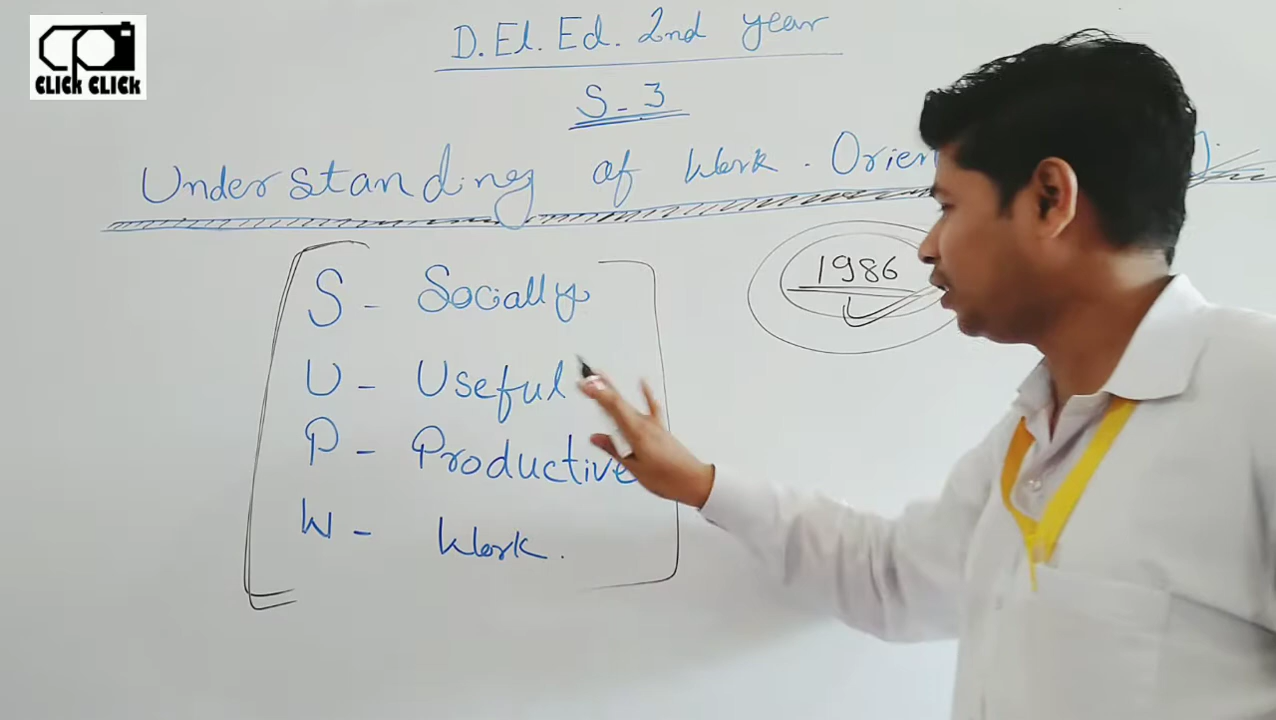 CLICK CLICK
D.El.Ed. 2nd year
S-3
Understanding of Work. Orien
1986
S - Socially
U - Useful
P - Productive
W - Work.